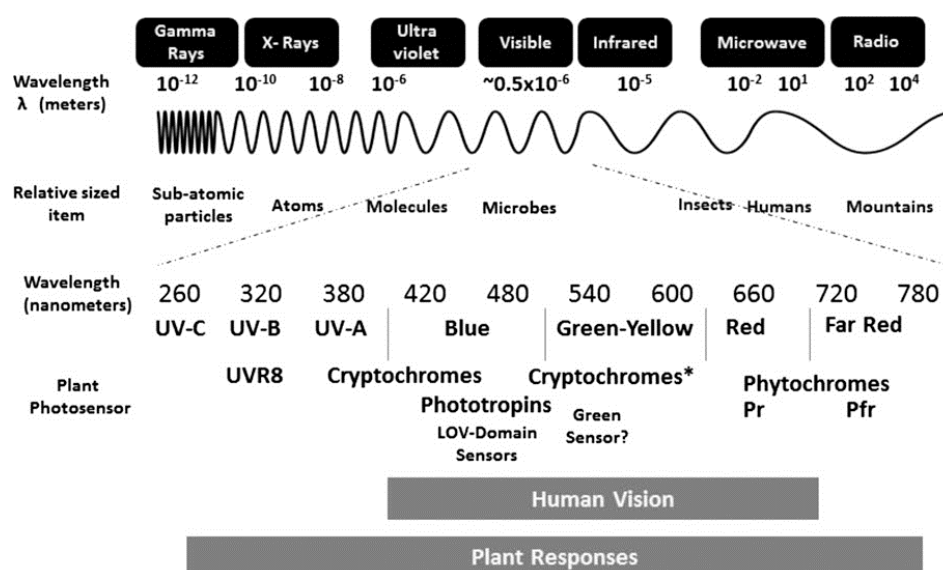 Gamma Rays X- Rays Ultra violet Visible Infrared Microwave Radio
Wavelength λ (meters) 10-12 10-10 10-8 10-6 ~0.5x10-6 10-5 10-2 101 102 104
Relative sized item Sub-atomic particles Atoms Molecules Microbes Insects Humans Mountains
Wavelength (nanometers) 260 320 380 420 480 540 600 660 720 780
UV-C UV-B UV-A Blue Green-Yellow Red Far Red
Plant Photosensor UVR8 Cryptochromes Cryptochromes* Phytochromes
Phototropins Pr Pfr
LOV-Domain Sensors Green Sensor?
Human Vision
Plant Responses